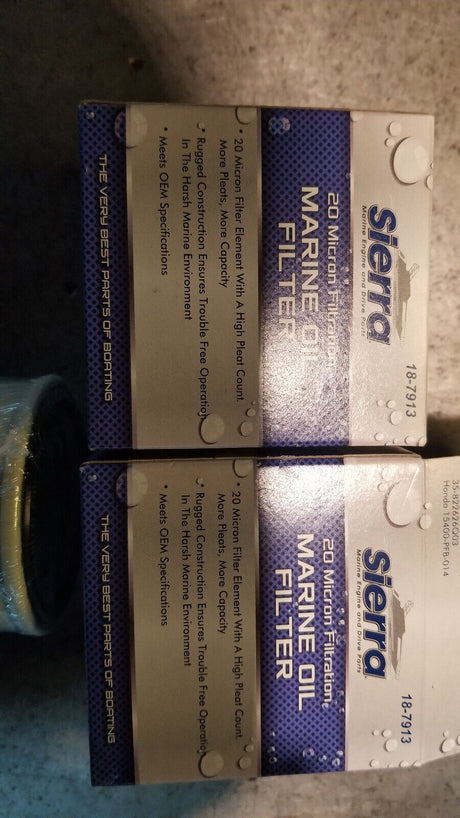 Sierra
Marine Engine and Drive Parts
18-7913
20 Micron Filtration
MARINE OIL
FILTER
• 20 Micron Filter Element With A High Pleat Count.
More Pleats, More Capacity
• Rugged Construction Ensures Trouble Free Operation
In The Harsh Marine Environment
• Meets OEM Specifications
THE VERY BEST PARTS OF BOATING
35-822626Q03
Honda 15400-PFB-014
Sierra
Marine Engine and Drive Parts
18-7913
20 Micron Filtration
MARINE OIL
FILTER
• 20 Micron Filter Element With A High Pleat Count.
More Pleats, More Capacity
• Rugged Construction Ensures Trouble Free Operation
In The Harsh Marine Environment
• Meets OEM Specifications
THE VERY BEST PARTS OF BOATING